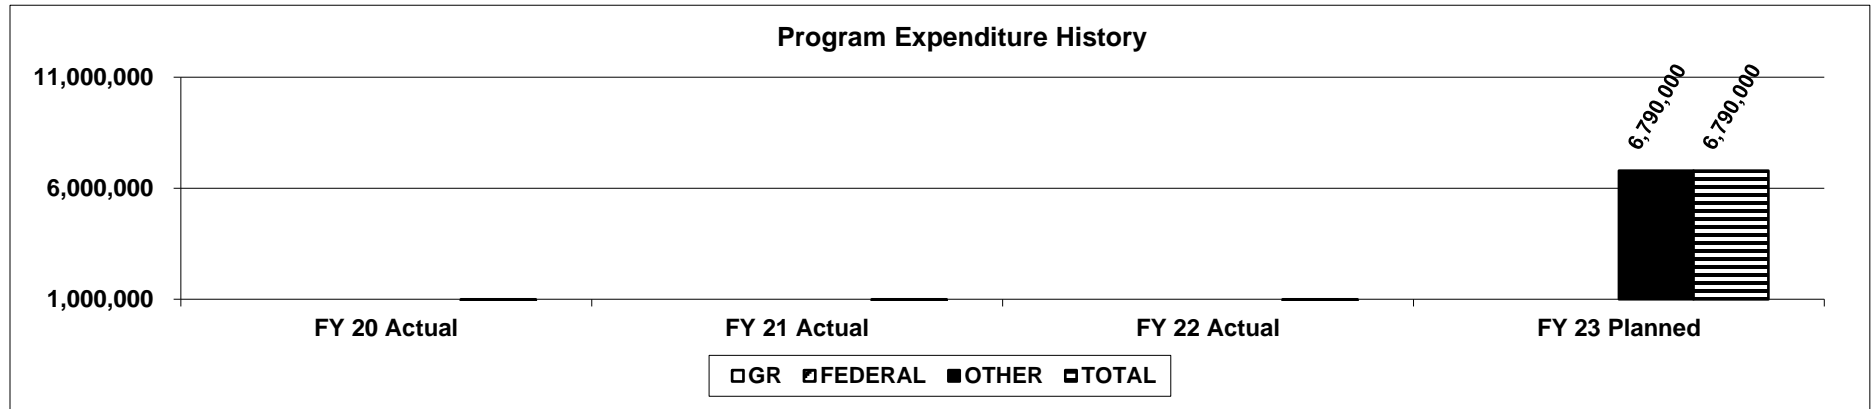 Program Expenditure History
11,000,000
6,000,000
1,000,000
6,790,000
6,790,000
FY 20 Actual
FY 21 Actual
FY 22 Actual
FY 23 Planned
GR FEDERAL OTHER TOTAL